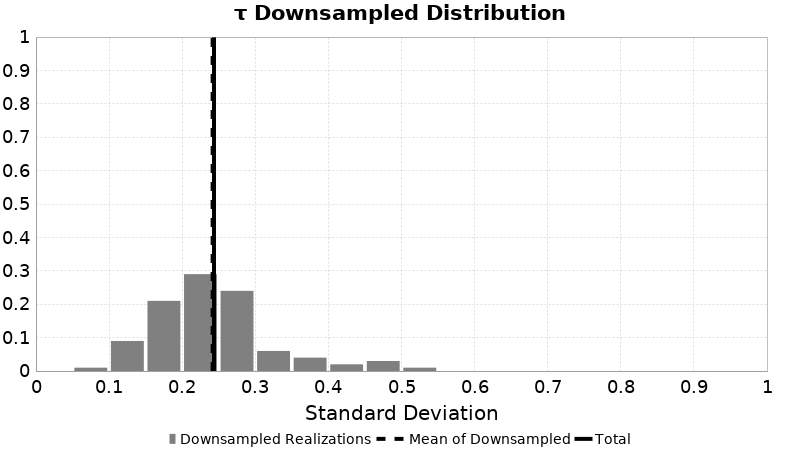 τ Downsampled Distribution
1
0.9
0.8
0.7
0.6
0.5
0.4
0.3
0.2
0.1
0
0 0.1 0.2 0.3 0.4 0.5 0.6 0.7 0.8 0.9 1
Standard Deviation
Downsampled Realizations Mean of Downsampled Total